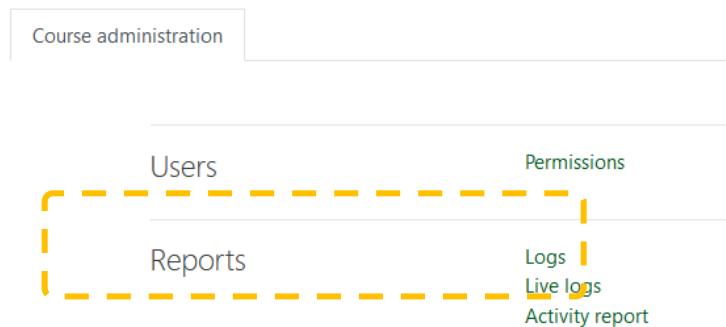 Course administration
Users
Permissions
Reports
Logs
Live logs
Activity report